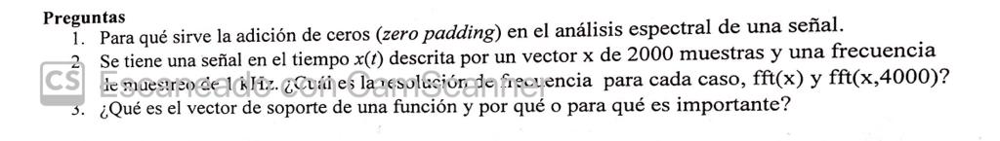 Preguntas
1. Para qué sirve la adición de ceros (zero padding) en el análisis espectral de una señal.
2. Se tiene una señal en el tiempo x(t) descrita por un vector x de 2000 muestras y una frecuencia
de muestreo de 1 kHz. ¿Cuál es la resolución de frecuencia para cada caso, fft(x) y fft(x,4000)?
CS Escaneado con CamScanner
3. ¿Qué es el vector de soporte de una función y por qué o para qué es importante?